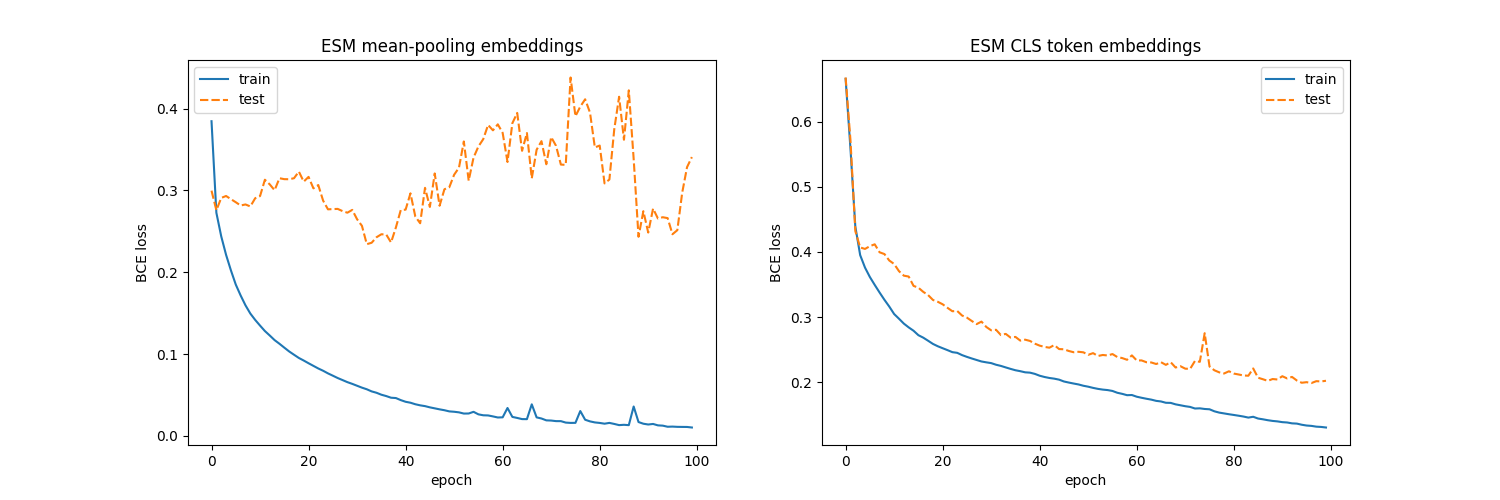 ESM mean-pooling embeddings
train
test
0.4
0.3
0.2
0.1
0.0
BCE loss
0 20 40 60 80 100
epoch
ESM CLS token embeddings
train
test
0.6
0.5
0.4
0.3
0.2
BCE loss
0 20 40 60 80 100
epoch